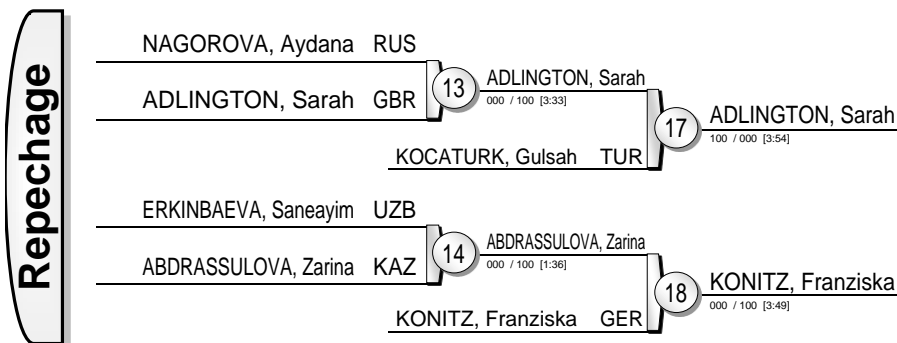 Repechage
NAGOROVA, Aydana RUS
ADLINGTON, Sarah GBR
13
ADLINGTON, Sarah
000 / 100 [3:33]
KOCATURK, Gulsah TUR
17
ADLINGTON, Sarah
100 / 000 [3:54]
ERKINBAEVA, Saneayim UZB
ABDRASSULOVA, Zarina KAZ
14
ABDRASSULOVA, Zarina
000 / 100 [1:36]
KONITZ, Franziska GER
18
KONITZ, Franziska
000 / 100 [3:49]